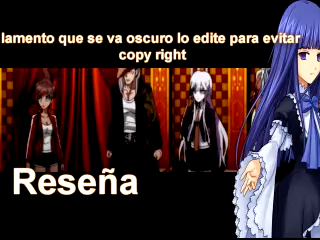 lamento que se va oscuro lo edite para evitar
copy right
Reseña